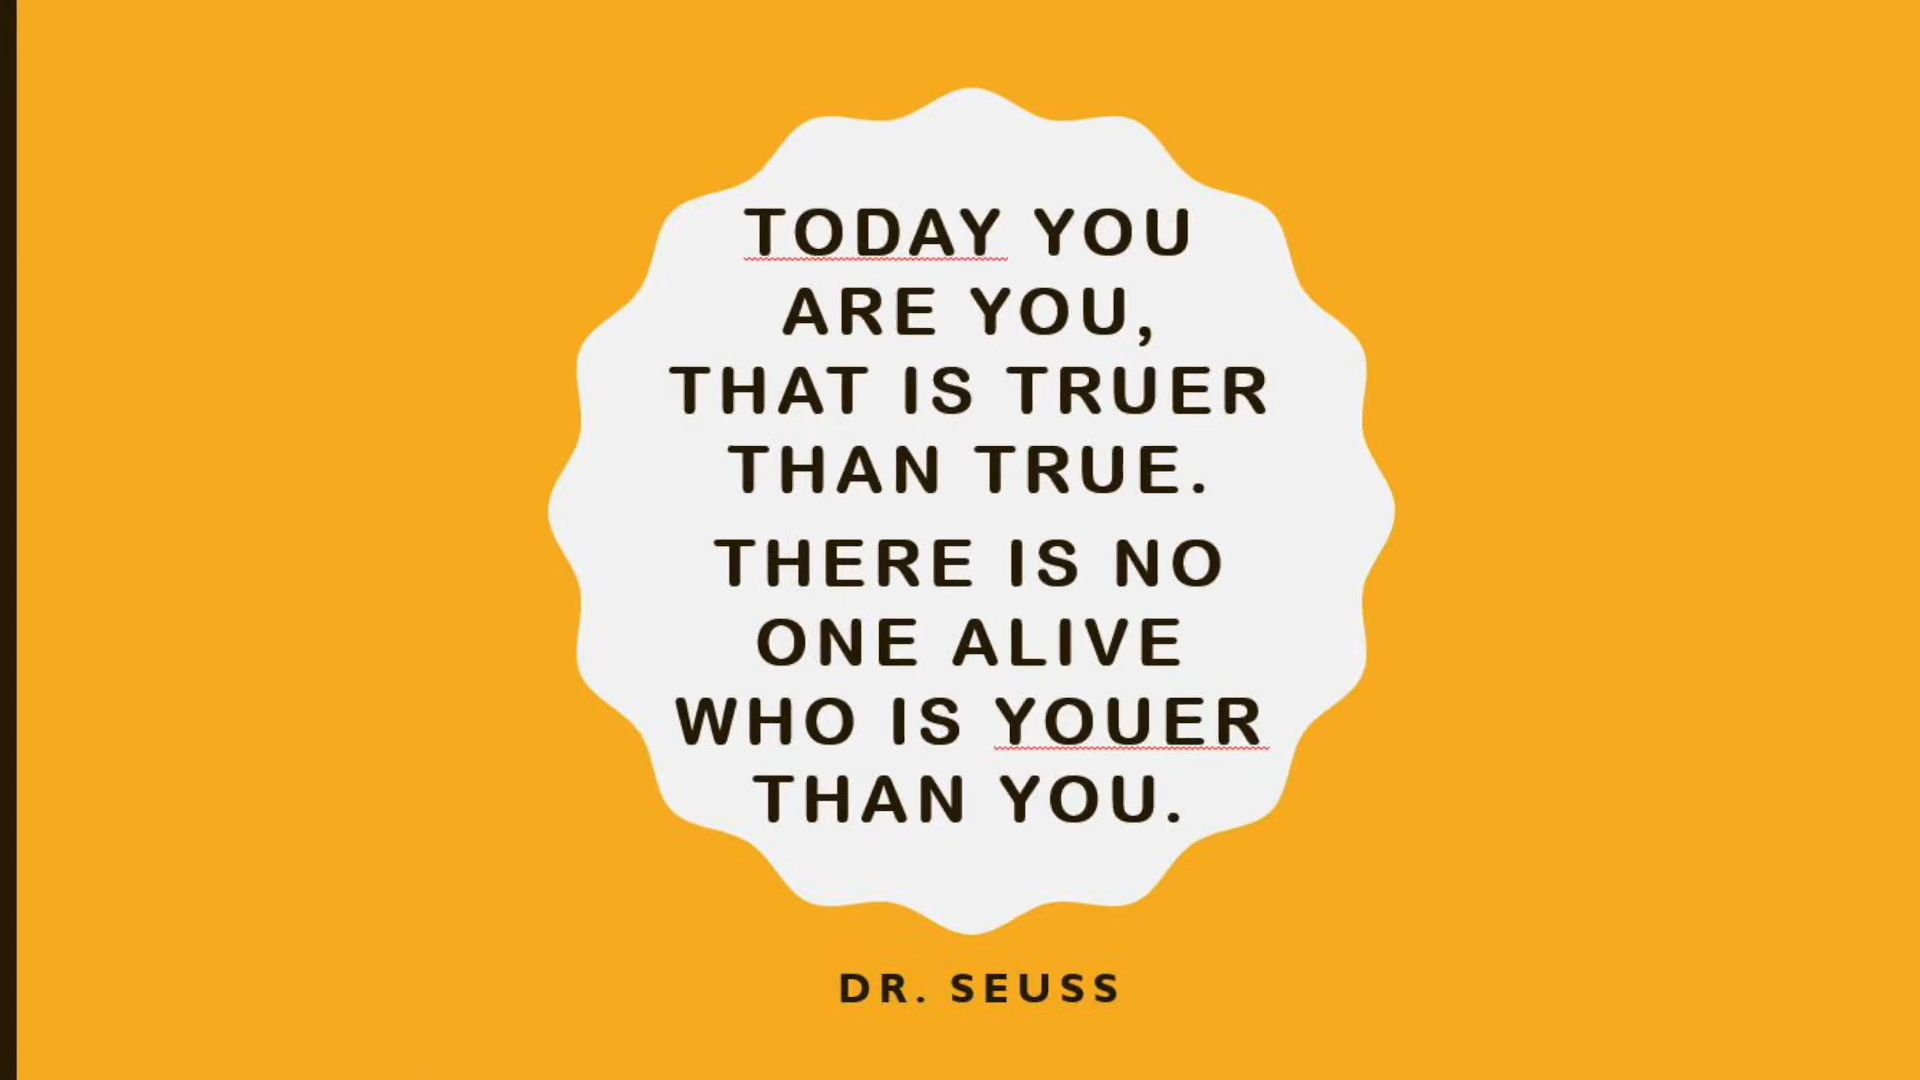 TODAY YOU
ARE YOU,
THAT IS TRUER
THAN TRUE.
THERE IS NO
ONE ALIVE
WHO IS YOUER
THAN YOU.
DR. SEUSS